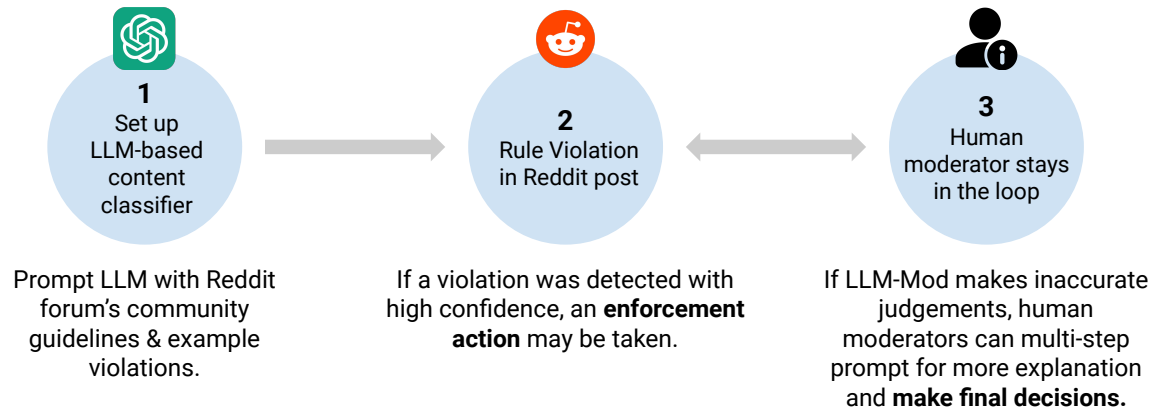 1
Set up
LLM-based
content
classifier
2
Rule Violation
in Reddit post
3
Human
moderator stays
in the loop
Prompt LLM with Reddit
forum's community
guidelines & example
violations.
If a violation was detected with
high confidence, an enforcement
action may be taken.
If LLM-Mod makes inaccurate
judgements, human
moderators can multi-step
prompt for more explanation
and make final decisions.